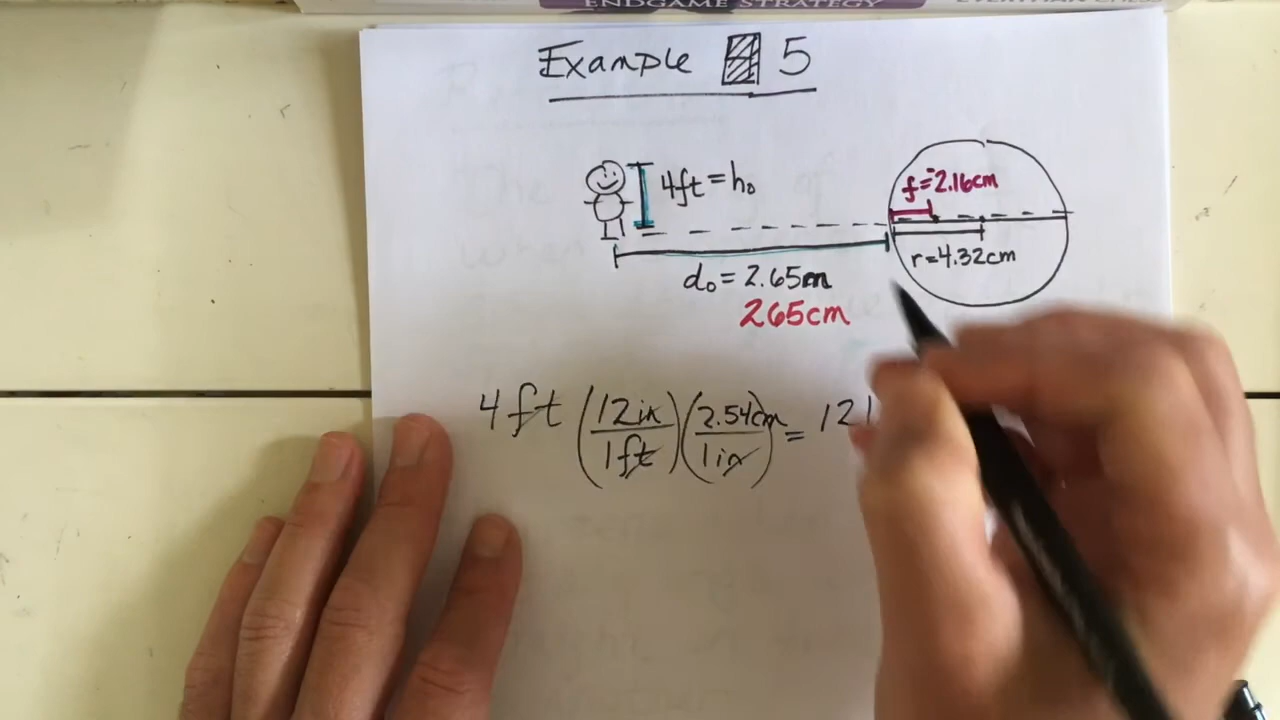 ENDGAME STRATEGY
Example 5
4ft = h₀
f = -2.16cm
r = 4.32cm
d₀ = 2.65m
265cm
4ft (12in/1ft)(2.54cm/1in) = 121